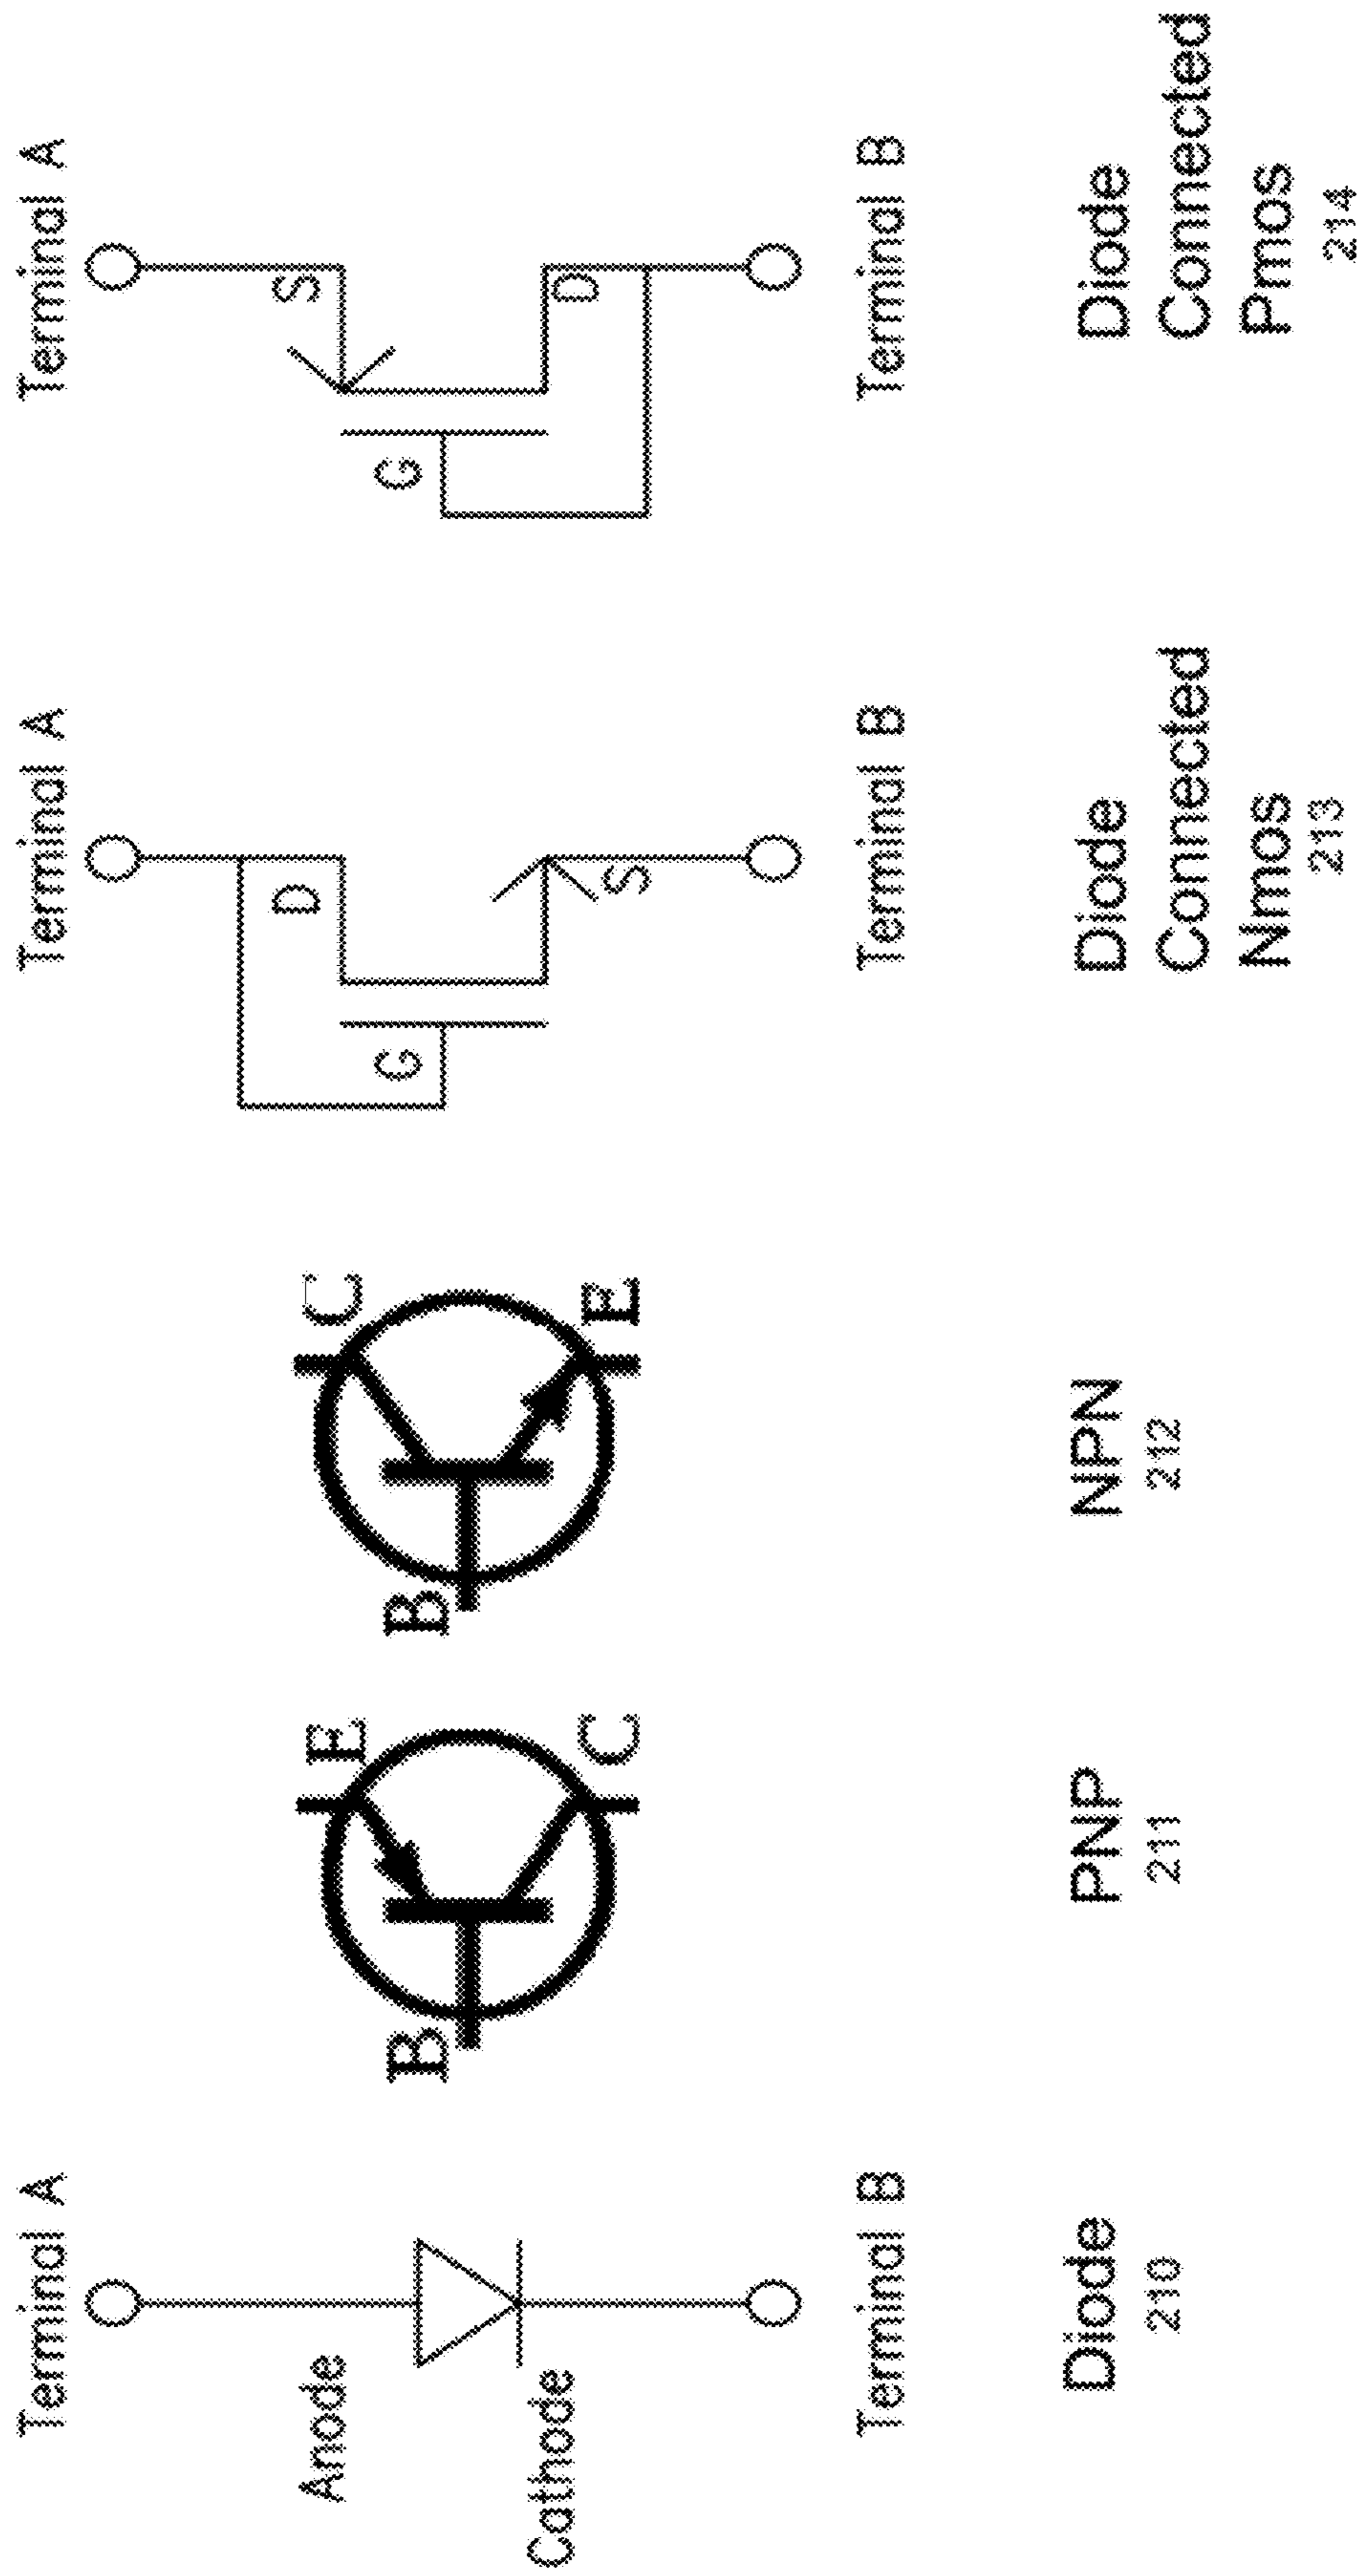 Terminal A
Anode
Cathode
Terminal B
Diode
210
E
B
C
PNP
211
C
B
E
NPN
212
Terminal A
D
G
S
Terminal B
Diode
Connected
Nmos
213
Terminal A
S
G
D
Terminal B
Diode
Connected
Pmos
214